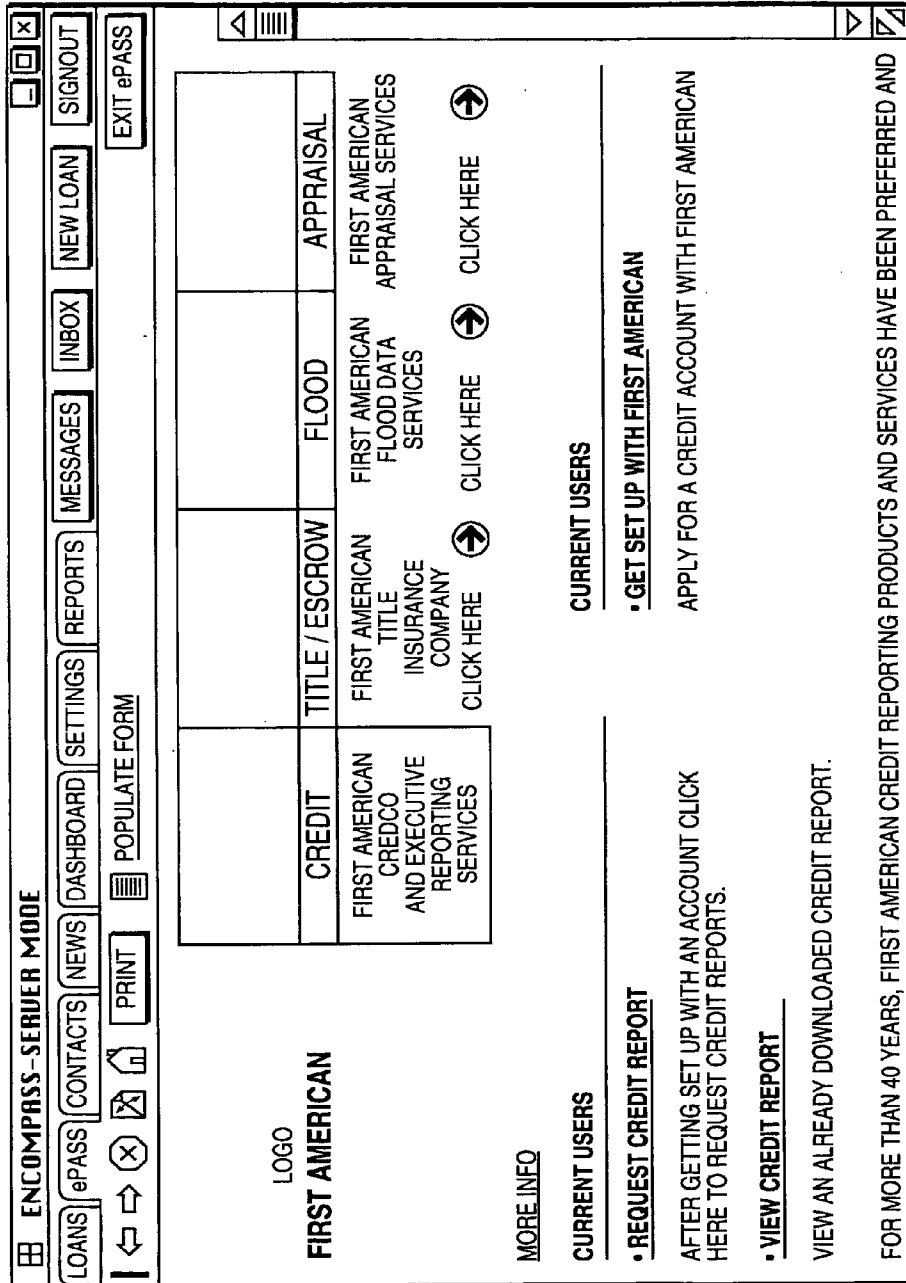 ENCOMPASS-SERVER MODE
LOANS ePASS CONTACTS NEWS DASHBOARD SETTINGS REPORTS MESSAGES INBOX NEW LOAN SIGNOUT
PRINT POPULATE FORM EXIT ePASS
LOGO
FIRST AMERICAN
CREDIT
FIRST AMERICAN
CREDCO
AND EXECUTIVE
REPORTING
SERVICES
TITLE / ESCROW
FIRST AMERICAN
TITLE
INSURANCE
COMPANY
CLICK HERE
FLOOD
FIRST AMERICAN
FLOOD DATA
SERVICES
CLICK HERE
APPRAISAL
FIRST AMERICAN
APPRAISAL SERVICES
CLICK HERE
MORE INFO
CURRENT USERS
• REQUEST CREDIT REPORT
AFTER GETTING SET UP WITH AN ACCOUNT CLICK
HERE TO REQUEST CREDIT REPORTS.
• VIEW CREDIT REPORT
VIEW AN ALREADY DOWNLOADED CREDIT REPORT.
CURRENT USERS
• GET SET UP WITH FIRST AMERICAN
APPLY FOR A CREDIT ACCOUNT WITH FIRST AMERICAN
FOR MORE THAN 40 YEARS, FIRST AMERICAN CREDIT REPORTING PRODUCTS AND SERVICES HAVE BEEN PREFERRED AND